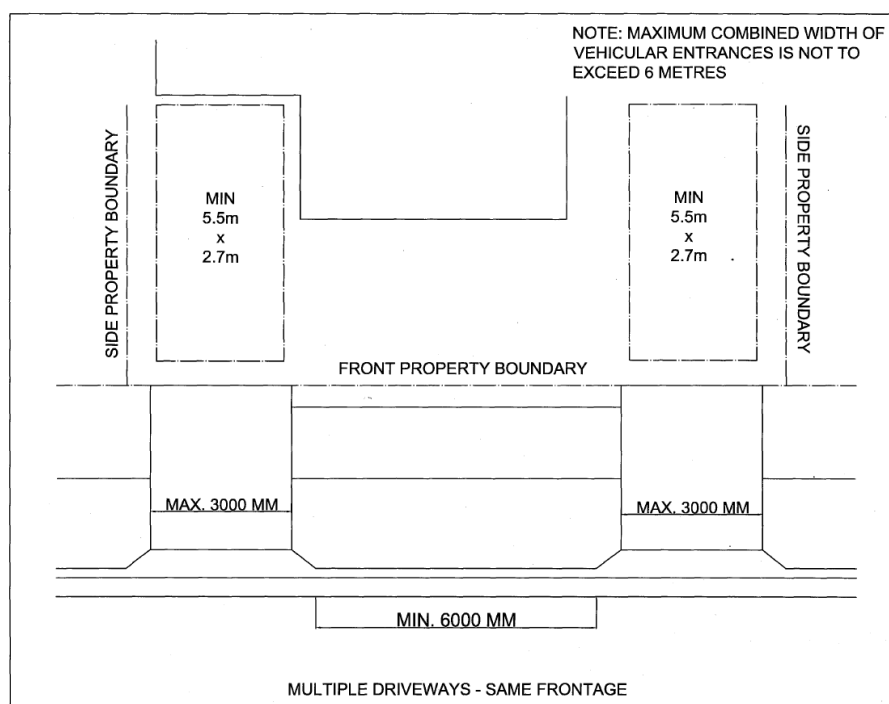 NOTE: MAXIMUM COMBINED WIDTH OF
VEHICULAR ENTRANCES IS NOT TO
EXCEED 6 METRES
SIDE PROPERTY BOUNDARY
MIN
5.5m
x
2.7m
MIN
5.5m
x
2.7m
SIDE PROPERTY BOUNDARY
FRONT PROPERTY BOUNDARY
MAX. 3000 MM
MAX. 3000 MM
MIN. 6000 MM
MULTIPLE DRIVEWAYS - SAME FRONTAGE